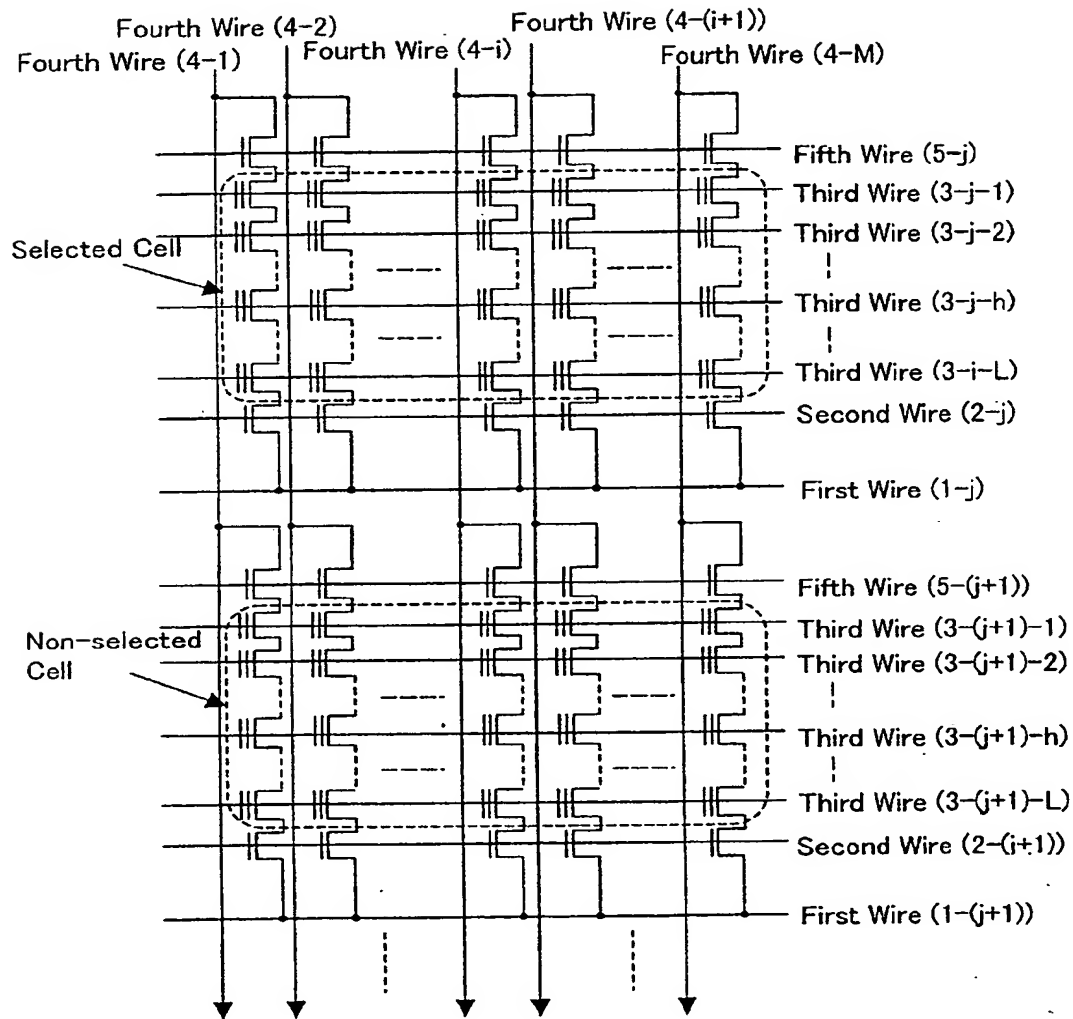 Fourth Wire (4-2)
Fourth Wire (4-(i+1))
Fourth Wire (4-1)
Fourth Wire (4-i)
Fourth Wire (4-M)
Fifth Wire (5-j)
Third Wire (3-j-1)
Selected Cell
Third Wire (3-j-2)
Third Wire (3-j-h)
Third Wire (3-i-L)
Second Wire (2-j)
First Wire (1-j)
Fifth Wire (5-(j+1))
Non-selected
Cell
Third Wire (3-(j+1)-1)
Third Wire (3-(j+1)-2)
Third Wire (3-(j+1)-h)
Third Wire (3-(j+1)-L)
Second Wire (2-(i+1))
First Wire (1-(j+1))